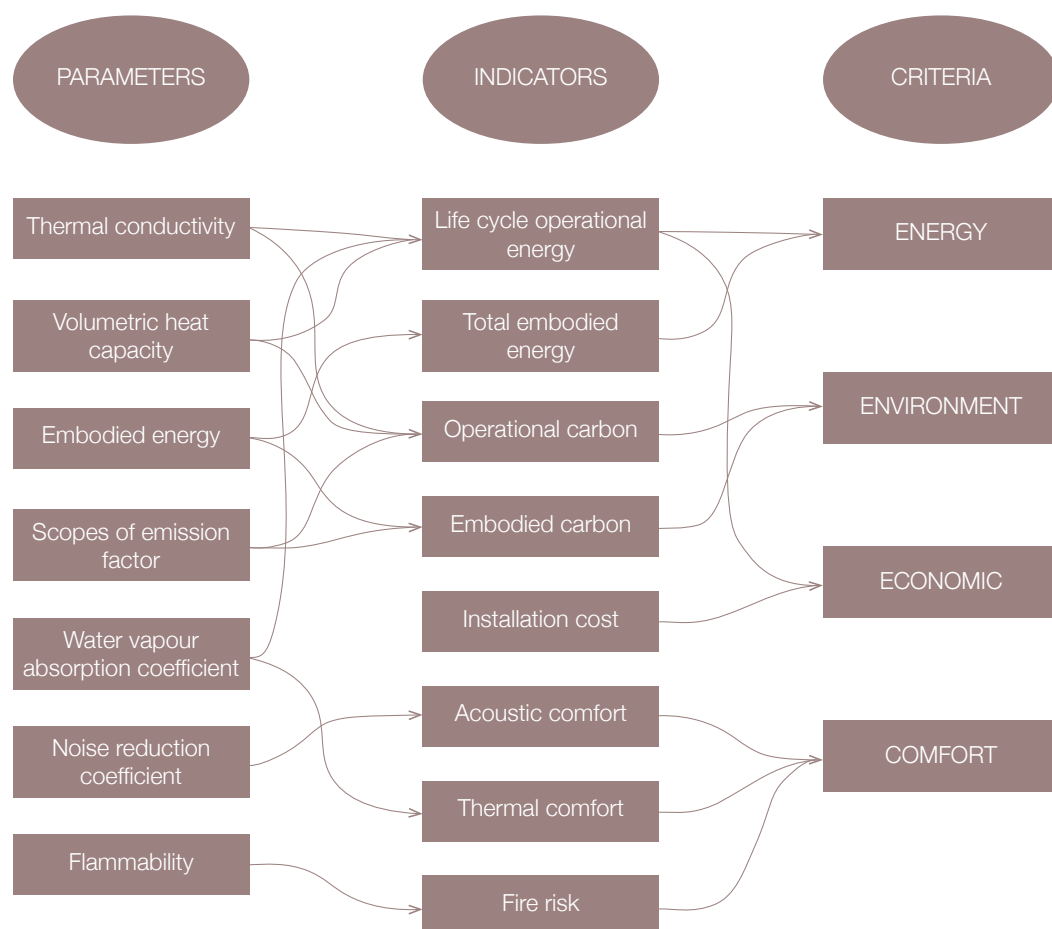 PARAMETERS
INDICATORS
CRITERIA
Thermal conductivity
Volumetric heat
capacity
Embodied energy
Scopes of emission
factor
Water vapour
absorption coefficient
Noise reduction
coefficient
Flammability
Life cycle operational
energy
Total embodied
energy
Operational carbon
Embodied carbon
Installation cost
Acoustic comfort
Thermal comfort
Fire risk
ENERGY
ENVIRONMENT
ECONOMIC
COMFORT